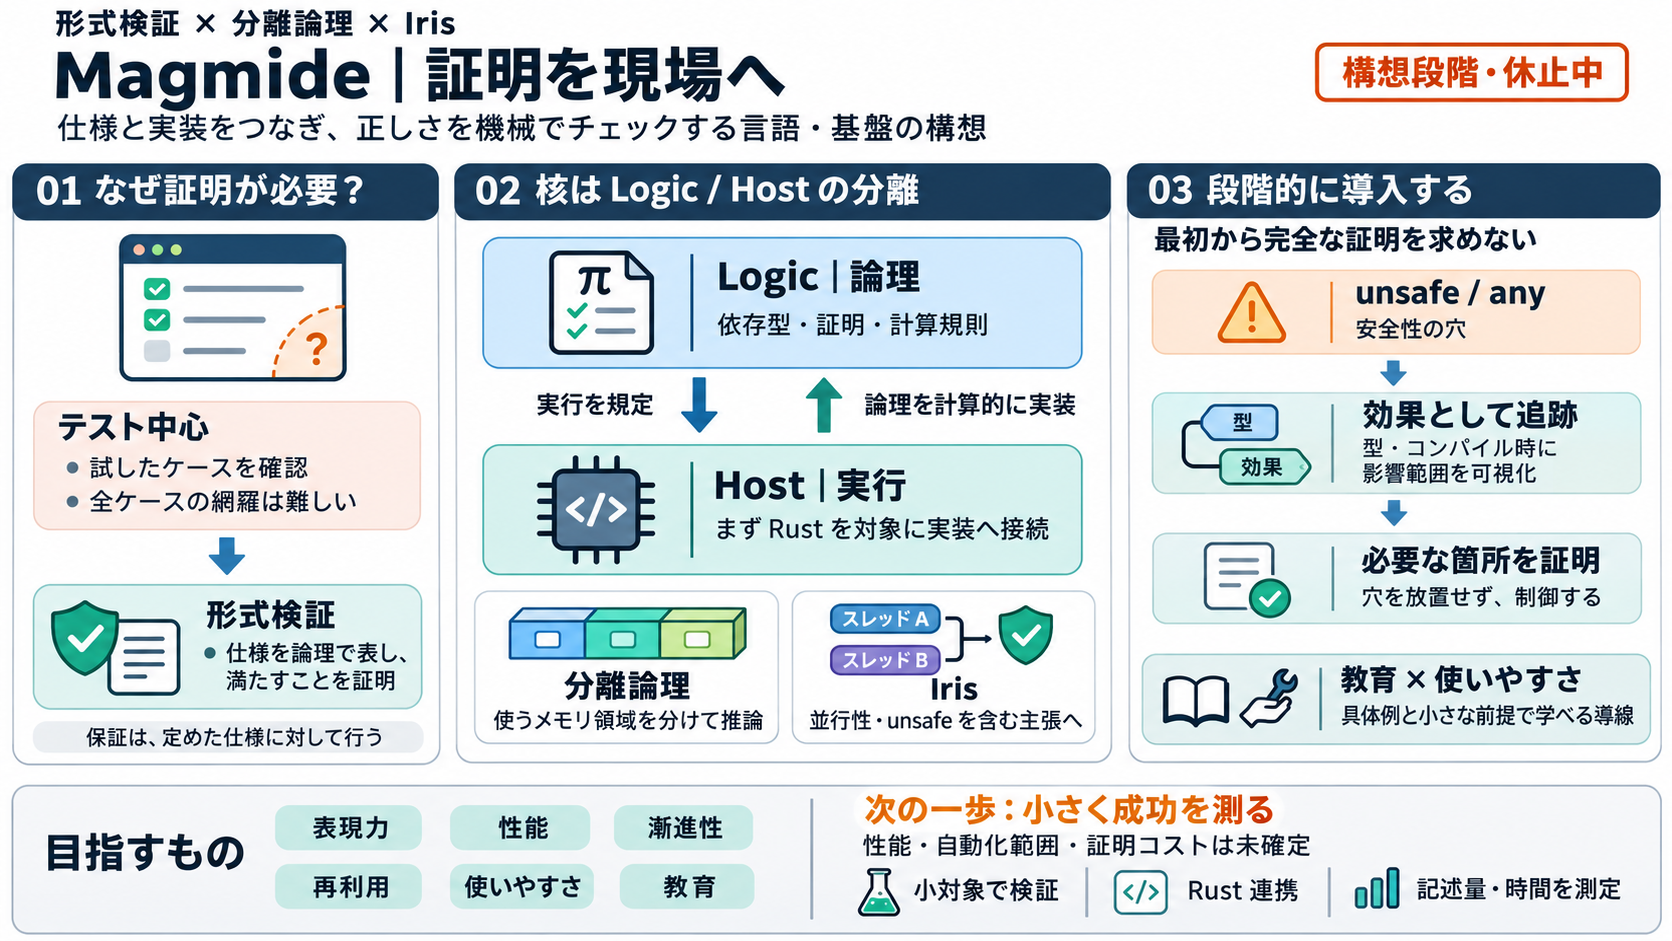 形式検証 × 分離論理 × Iris
Magmide | 証明を現場へ
仕様と実装をつなぎ、正しさを機械でチェックする言語・基盤の構想
構想段階・休止中
01 なぜ証明が必要？
?
テスト中心
試したケースを確認
全ケースの網羅は難しい
形式検証
仕様を論理で表し、
満たすことを証明
保証は、定めた仕様に対して行う
02 核は Logic / Host の分離
π
Logic | 論理
依存型・証明・計算規則
実行を規定
論理を計算的に実装
</>
Host | 実行
まず Rust を対象に実装へ接続
分離論理
使うメモリ領域を分けて推論
スレッド A
スレッド B
Iris
並行性・unsafe を含む主張へ
03 段階的に導入する
最初から完全な証明を求めない
!
unsafe / any
安全性の穴
型
効果
効果として追跡
型・コンパイル時に
影響範囲を可視化
必要な箇所を証明
穴を放置せず、制御する
教育 × 使いやすさ
具体例と小さな前提で学べる導線
目指すもの
表現力
性能
漸進性
再利用
使いやすさ
教育
次の一歩：小さく成功を測る
性能・自動化範囲・証明コストは未確定
小対象で検証
</>
Rust 連携
記述量・時間を測定